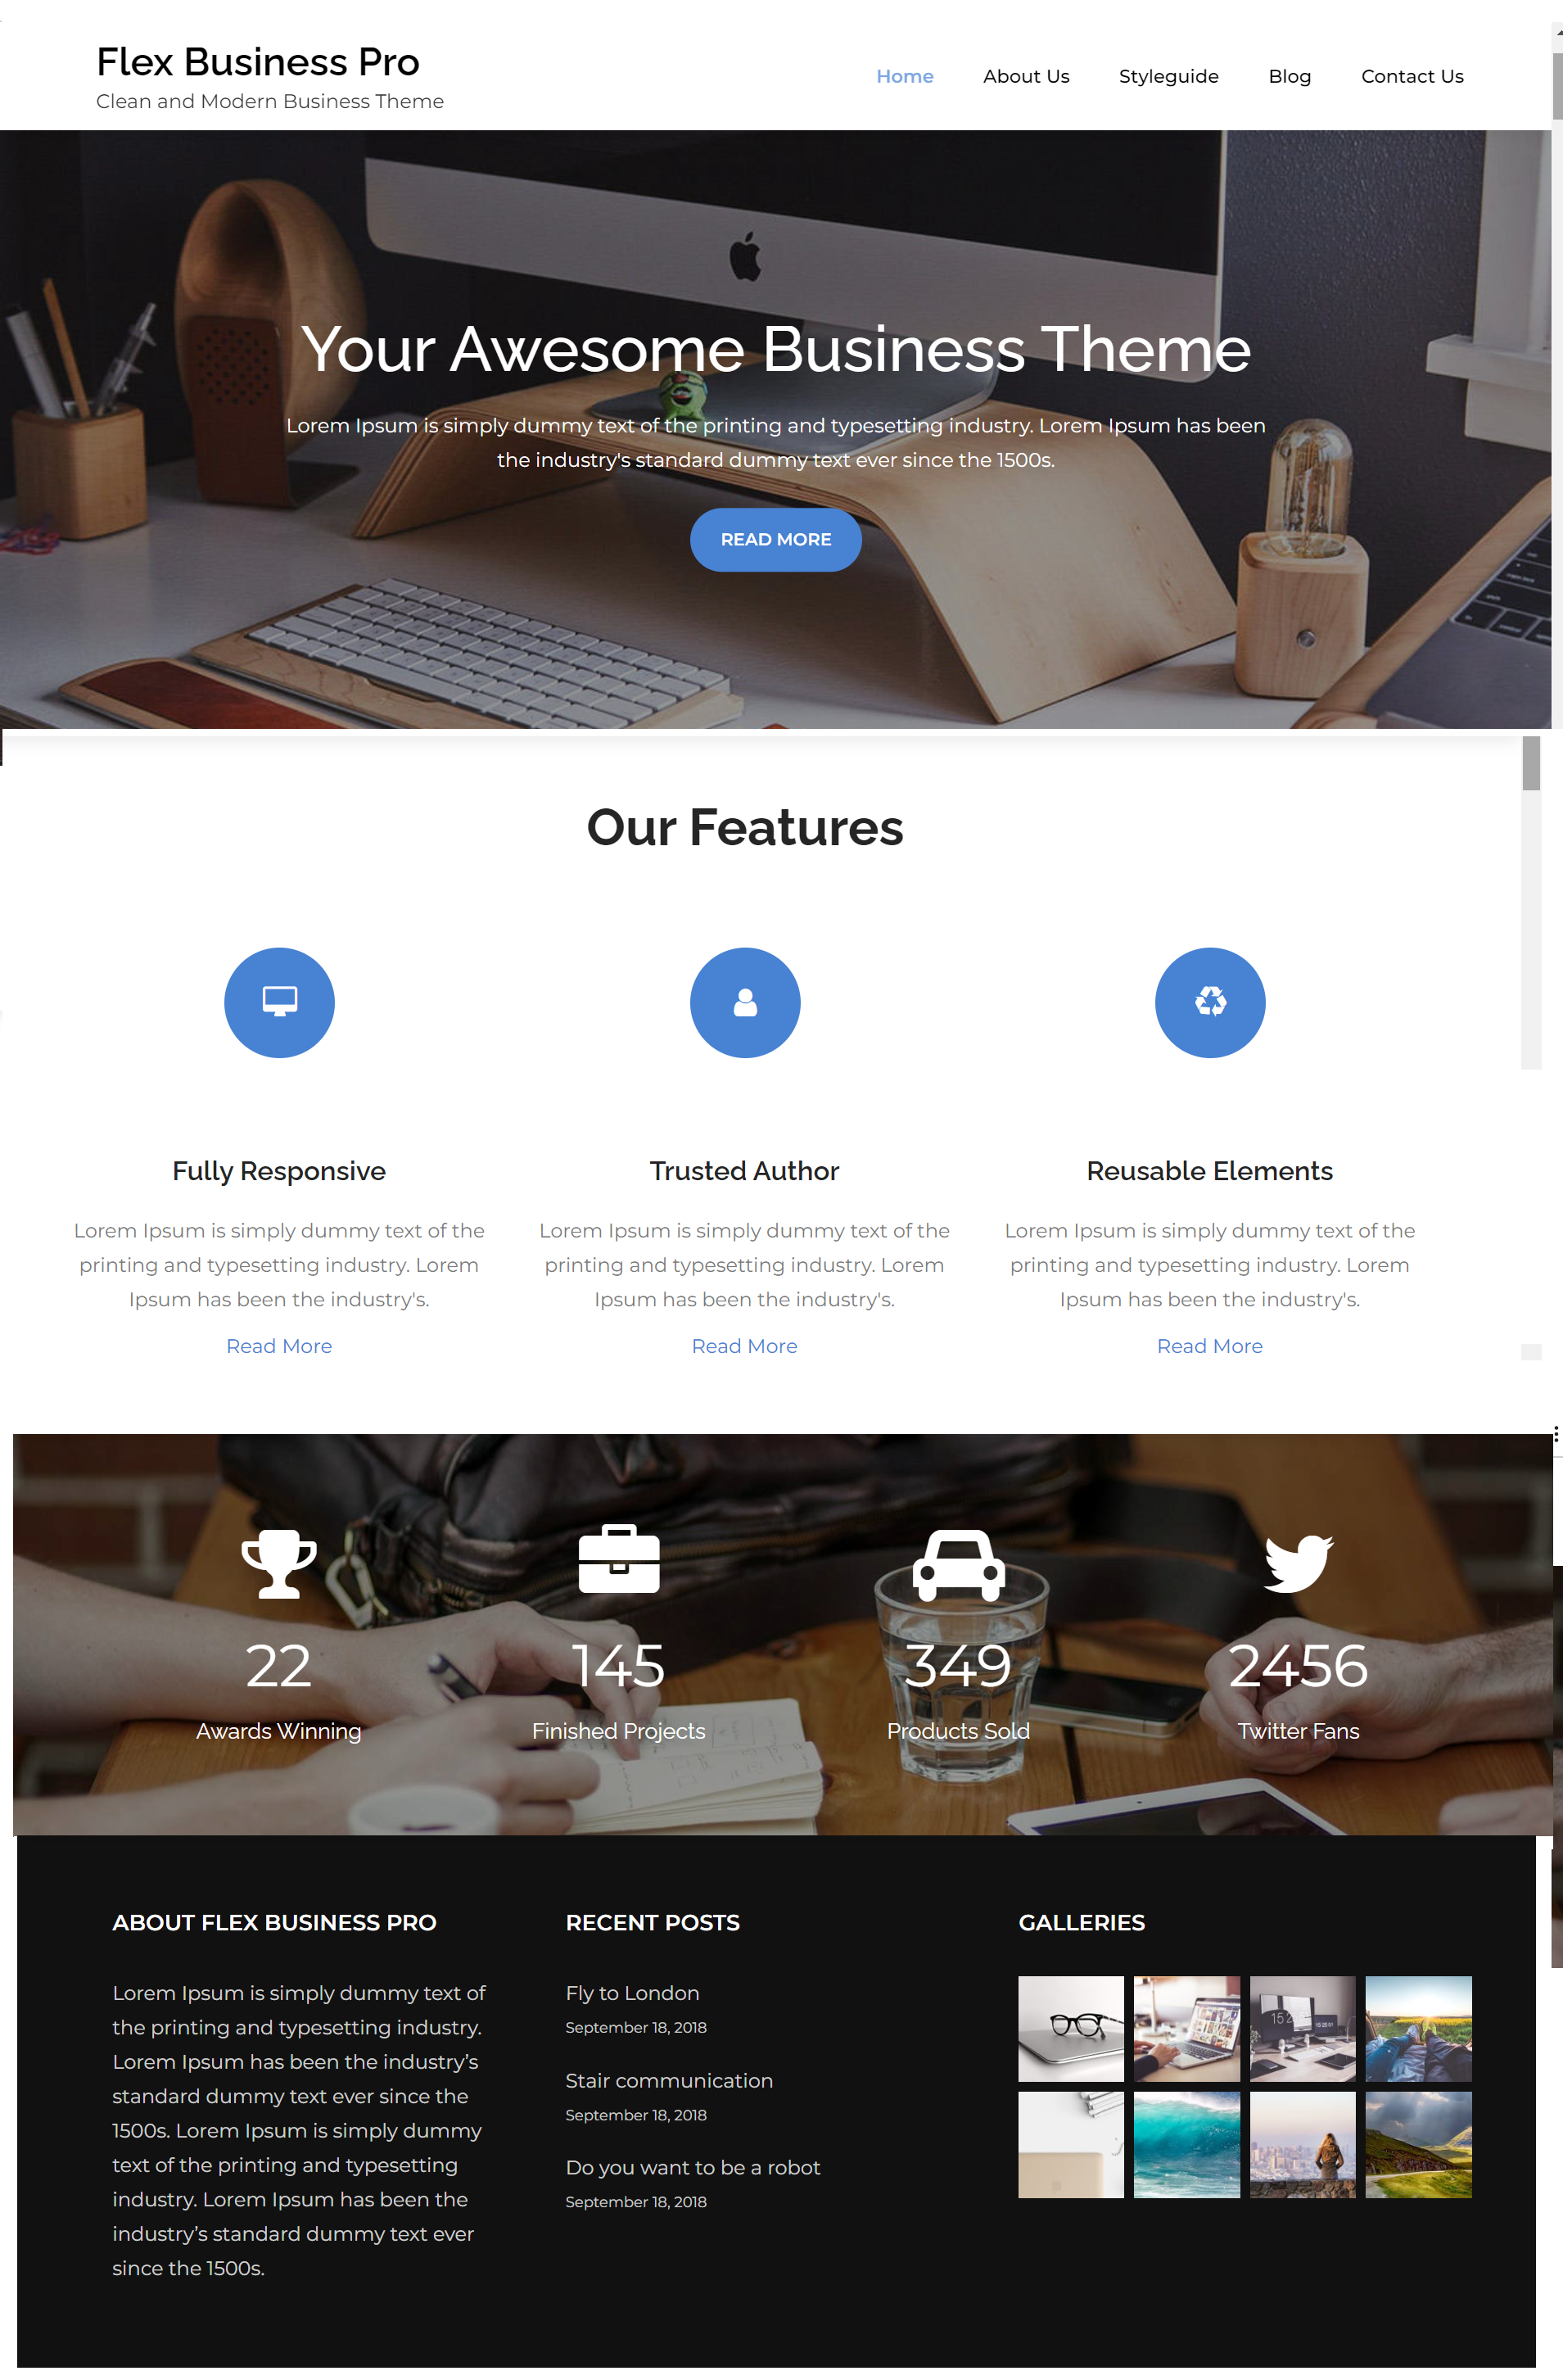 Flex Business Pro
Clean and Modern Business Theme
Home About Us Styleguide Blog Contact Us
Your Awesome Business Theme
Lorem Ipsum is simply dummy text of the printing and typesetting industry. Lorem Ipsum has been
the industry's standard dummy text ever since the 1500s.
READ MORE
Our Features
Fully Responsive
Lorem Ipsum is simply dummy text of the
printing and typesetting industry. Lorem
Ipsum has been the industry's.
Read More
Trusted Author
Lorem Ipsum is simply dummy text of the
printing and typesetting industry. Lorem
Ipsum has been the industry's.
Read More
Reusable Elements
Lorem Ipsum is simply dummy text of the
printing and typesetting industry. Lorem
Ipsum has been the industry's.
Read More
22
Awards Winning
145
Finished Projects
349
Products Sold
2456
Twitter Fans
ABOUT FLEX BUSINESS PRO
Lorem Ipsum is simply dummy text of
the printing and typesetting industry.
Lorem Ipsum has been the industry’s
standard dummy text ever since the
1500s. Lorem Ipsum is simply dummy
text of the printing and typesetting
industry. Lorem Ipsum has been the
industry’s standard dummy text ever
since the 1500s.
RECENT POSTS
Fly to London
September 18, 2018
Stair communication
September 18, 2018
Do you want to be a robot
September 18, 2018
GALLERIES